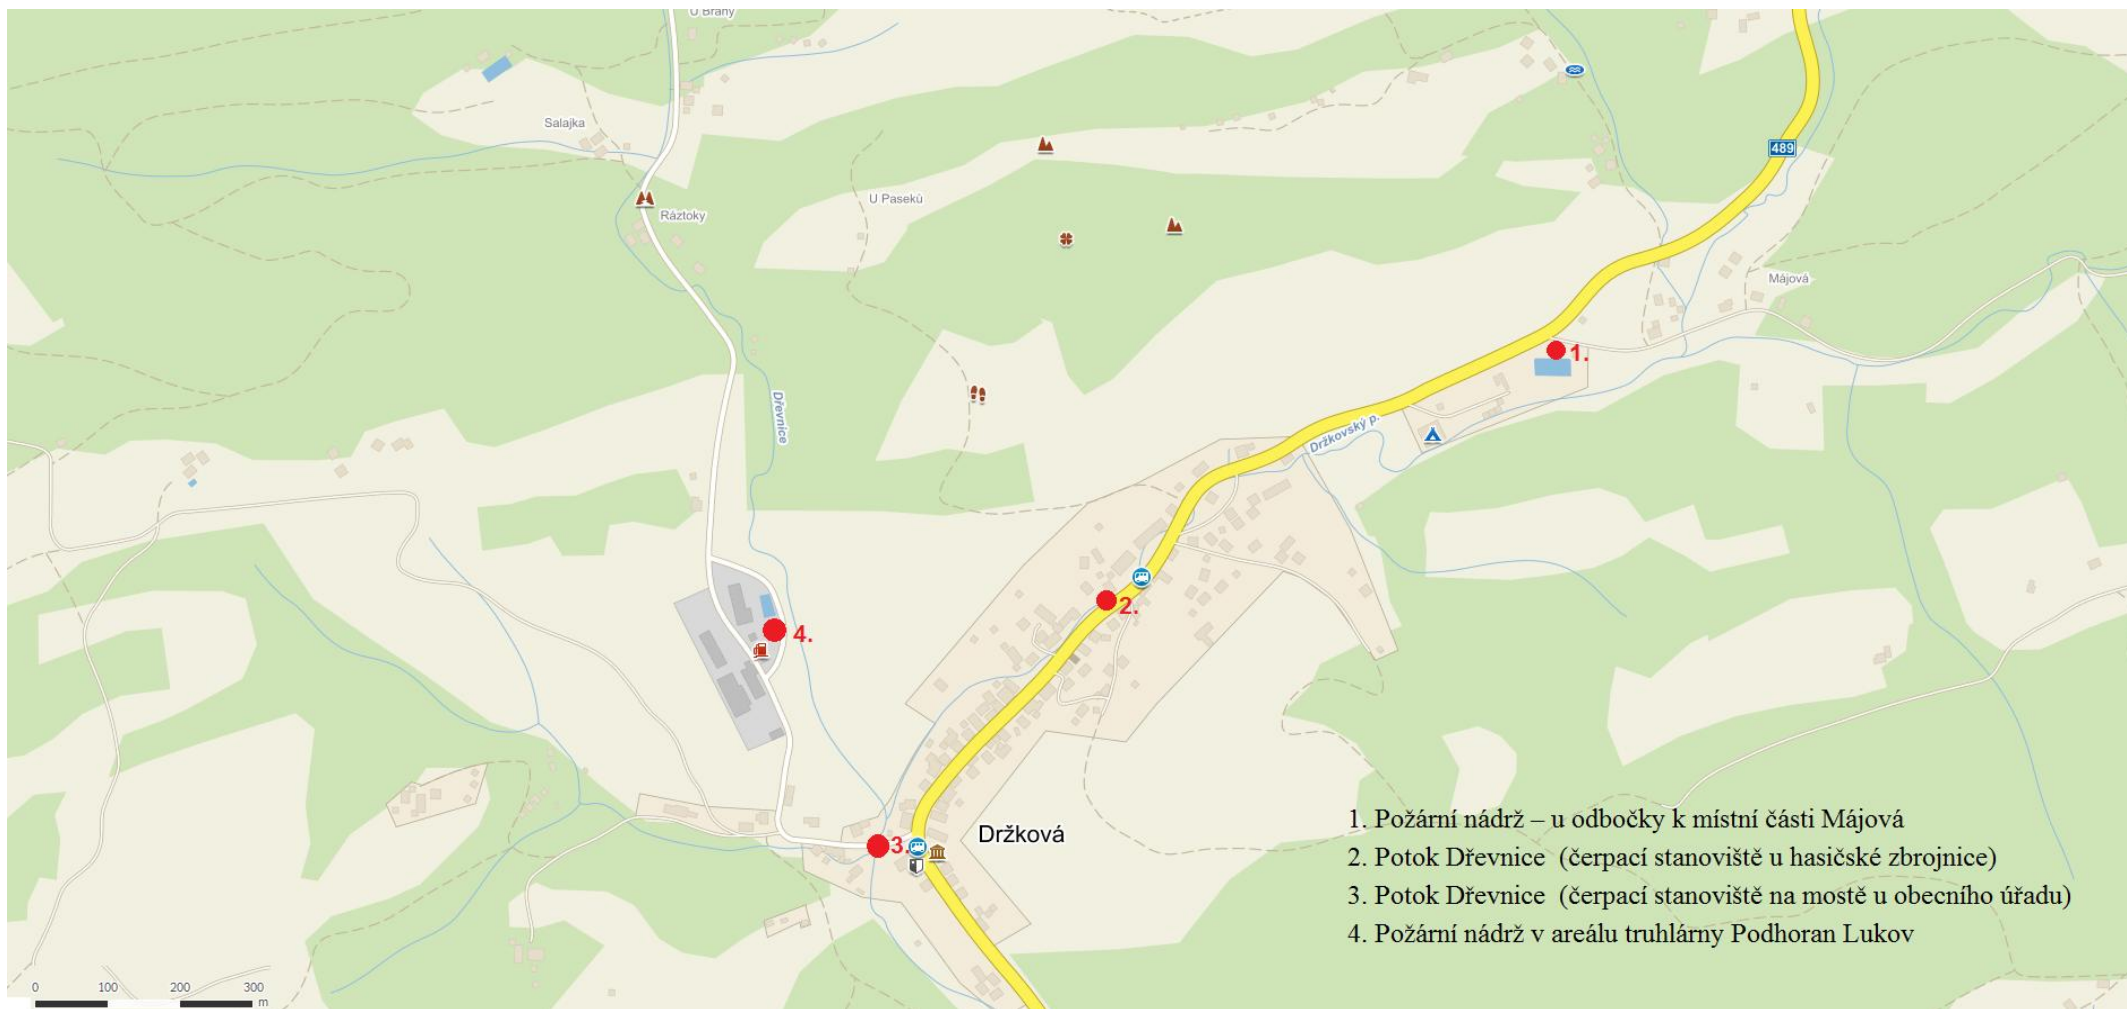 U Brány
Salajka
489
U Paseků
Ráztoky
Májová
1.
Dřevnice
Držkovský p.
2.
4.
Držková
3.
1. Požární nádrž – u odbočky k místní části Májová
2. Potok Dřevnice (čerpací stanoviště u hasičské zbrojnice)
3. Potok Dřevnice (čerpací stanoviště na mostě u obecního úřadu)
4. Požární nádrž v areálu truhlárny Podhoran Lukov
0 100 200 300
m